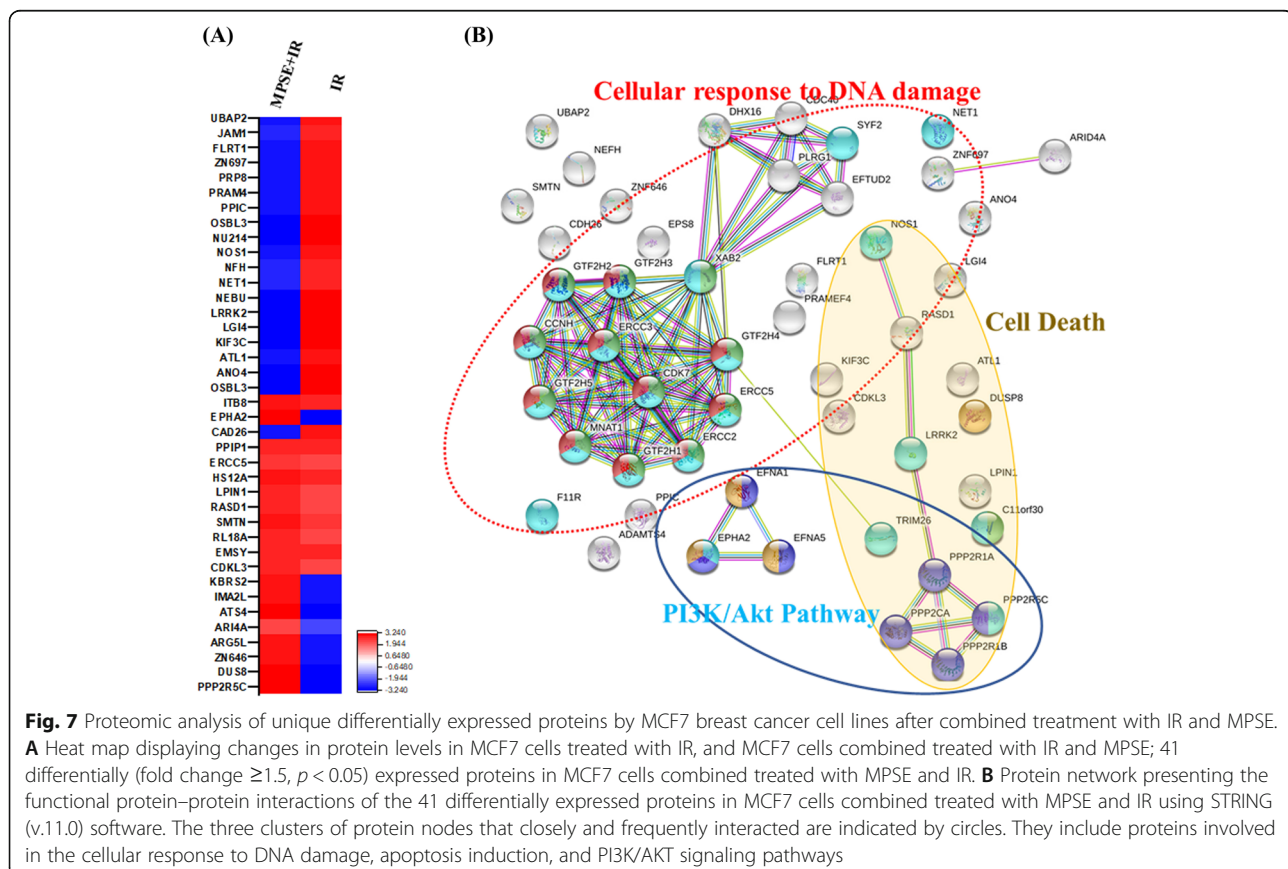 (A)
MPSE+IR
IR
UBAP2
JAM1
FLRT1
ZN697
PRP8
PRAM4
PPIC
OSBL3
NU214
NOS1
NFH
NET1
NEBU
LRRK2
LGI4
KIF3C
ATL1
ANO4
OSBL3
ITB8
EPHA2
CAD26
PPIP1
ERCC5
HS12A
LPIN1
RASD1
SMTN
RL18A
EMSY
CDKL3
KBRS2
IMA2L
ATS4
ARI4A
ARG5L
ZN646
DUS8
PPP2R5C
3.240
1.944
0.6480
-0.6480
-1.944
-3.240
(B)
Cellular response to DNA damage
UBAP2
DHX16
CDC40
SYF2
NET1
ARID4A
NEFH
PLRG1
ZNF697
SMTN
ZNF646
EFTUD2
ANO4
CDH26
EPS8
NOS1
GTF2H2
GTF2H3
XAB2
FLRT1
LGI4
PRAMEF4
RASD1
Cell Death
CCNH
ERCC3
GTF2H4
KIF3C
ATL1
GTF2H5
CDK7
CDKL3
DUSP8
ERCC5
MNAT1
LRRK2
ERCC2
GTF2H1
EFNA1
LPIN1
F11R
PPIC
TRIM26
C11orf30
ADAMTS4
EPHA2
EFNA5
PPP2R1A
PI3K/Akt Pathway
PPP2R5C
PPP2CA
PPP2R1B
Fig. 7 Proteomic analysis of unique differentially expressed proteins by MCF7 breast cancer cell lines after combined treatment with IR and MPSE.
A Heat map displaying changes in protein levels in MCF7 cells treated with IR, and MCF7 cells combined treated with IR and MPSE; 41
differentially (fold change ≥1.5, p < 0.05) expressed proteins in MCF7 cells combined treated with MPSE and IR. B Protein network presenting the
functional protein–protein interactions of the 41 differentially expressed proteins in MCF7 cells combined treated with MPSE and IR using STRING
(v.11.0) software. The three clusters of protein nodes that closely and frequently interacted are indicated by circles. They include proteins involved
in the cellular response to DNA damage, apoptosis induction, and PI3K/AKT signaling pathways